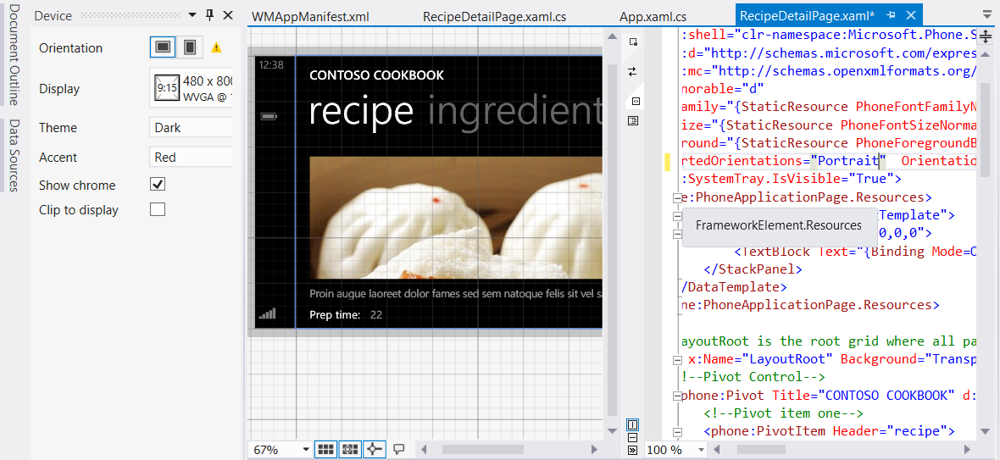 Document Outline
Data Sources
Device
Orientation
Display
9:15
480 x 800
WVGA @
Theme
Dark
Accent
Red
Show chrome
Clip to display
WMAppManifest.xml
RecipeDetailPage.xaml.cs
App.xaml.cs
RecipeDetailPage.xaml*
12:38
CONTOSO COOKBOOK
recipe ingredient
Proin augue laoreet dolor fames sed sem natoque felis sit vel sa
Prep time: 22
67%
:shell="clr-namespace:Microsoft.Phone.S
:d="http://schemas.microsoft.com/expres
:mc="http://schemas.openxmlformats.org/
norable="d"
amily="{StaticResource PhoneFontFamilyN
ize="{StaticResource PhoneFontSizeNorma
round="{StaticResource PhoneForegroundB
rtedOrientations="Portrait" Orientatio
:SystemTray.IsVisible="True">
e:PhoneApplicationPage.Resources>
gTemplate">
FrameworkElement.Resources
0,0,0">
<TextBlock Text="{Binding Mode=O
</StackPanel>
/DataTemplate>
ne:PhoneApplicationPage.Resources>
ayoutRoot is the root grid where all pa
x:Name="LayoutRoot" Background="Transp
!--Pivot Control-->
phone:Pivot Title="CONTOSO COOKBOOK" d:
<!--Pivot item one-->
<phone:PivotItem Header="recipe">
100 %